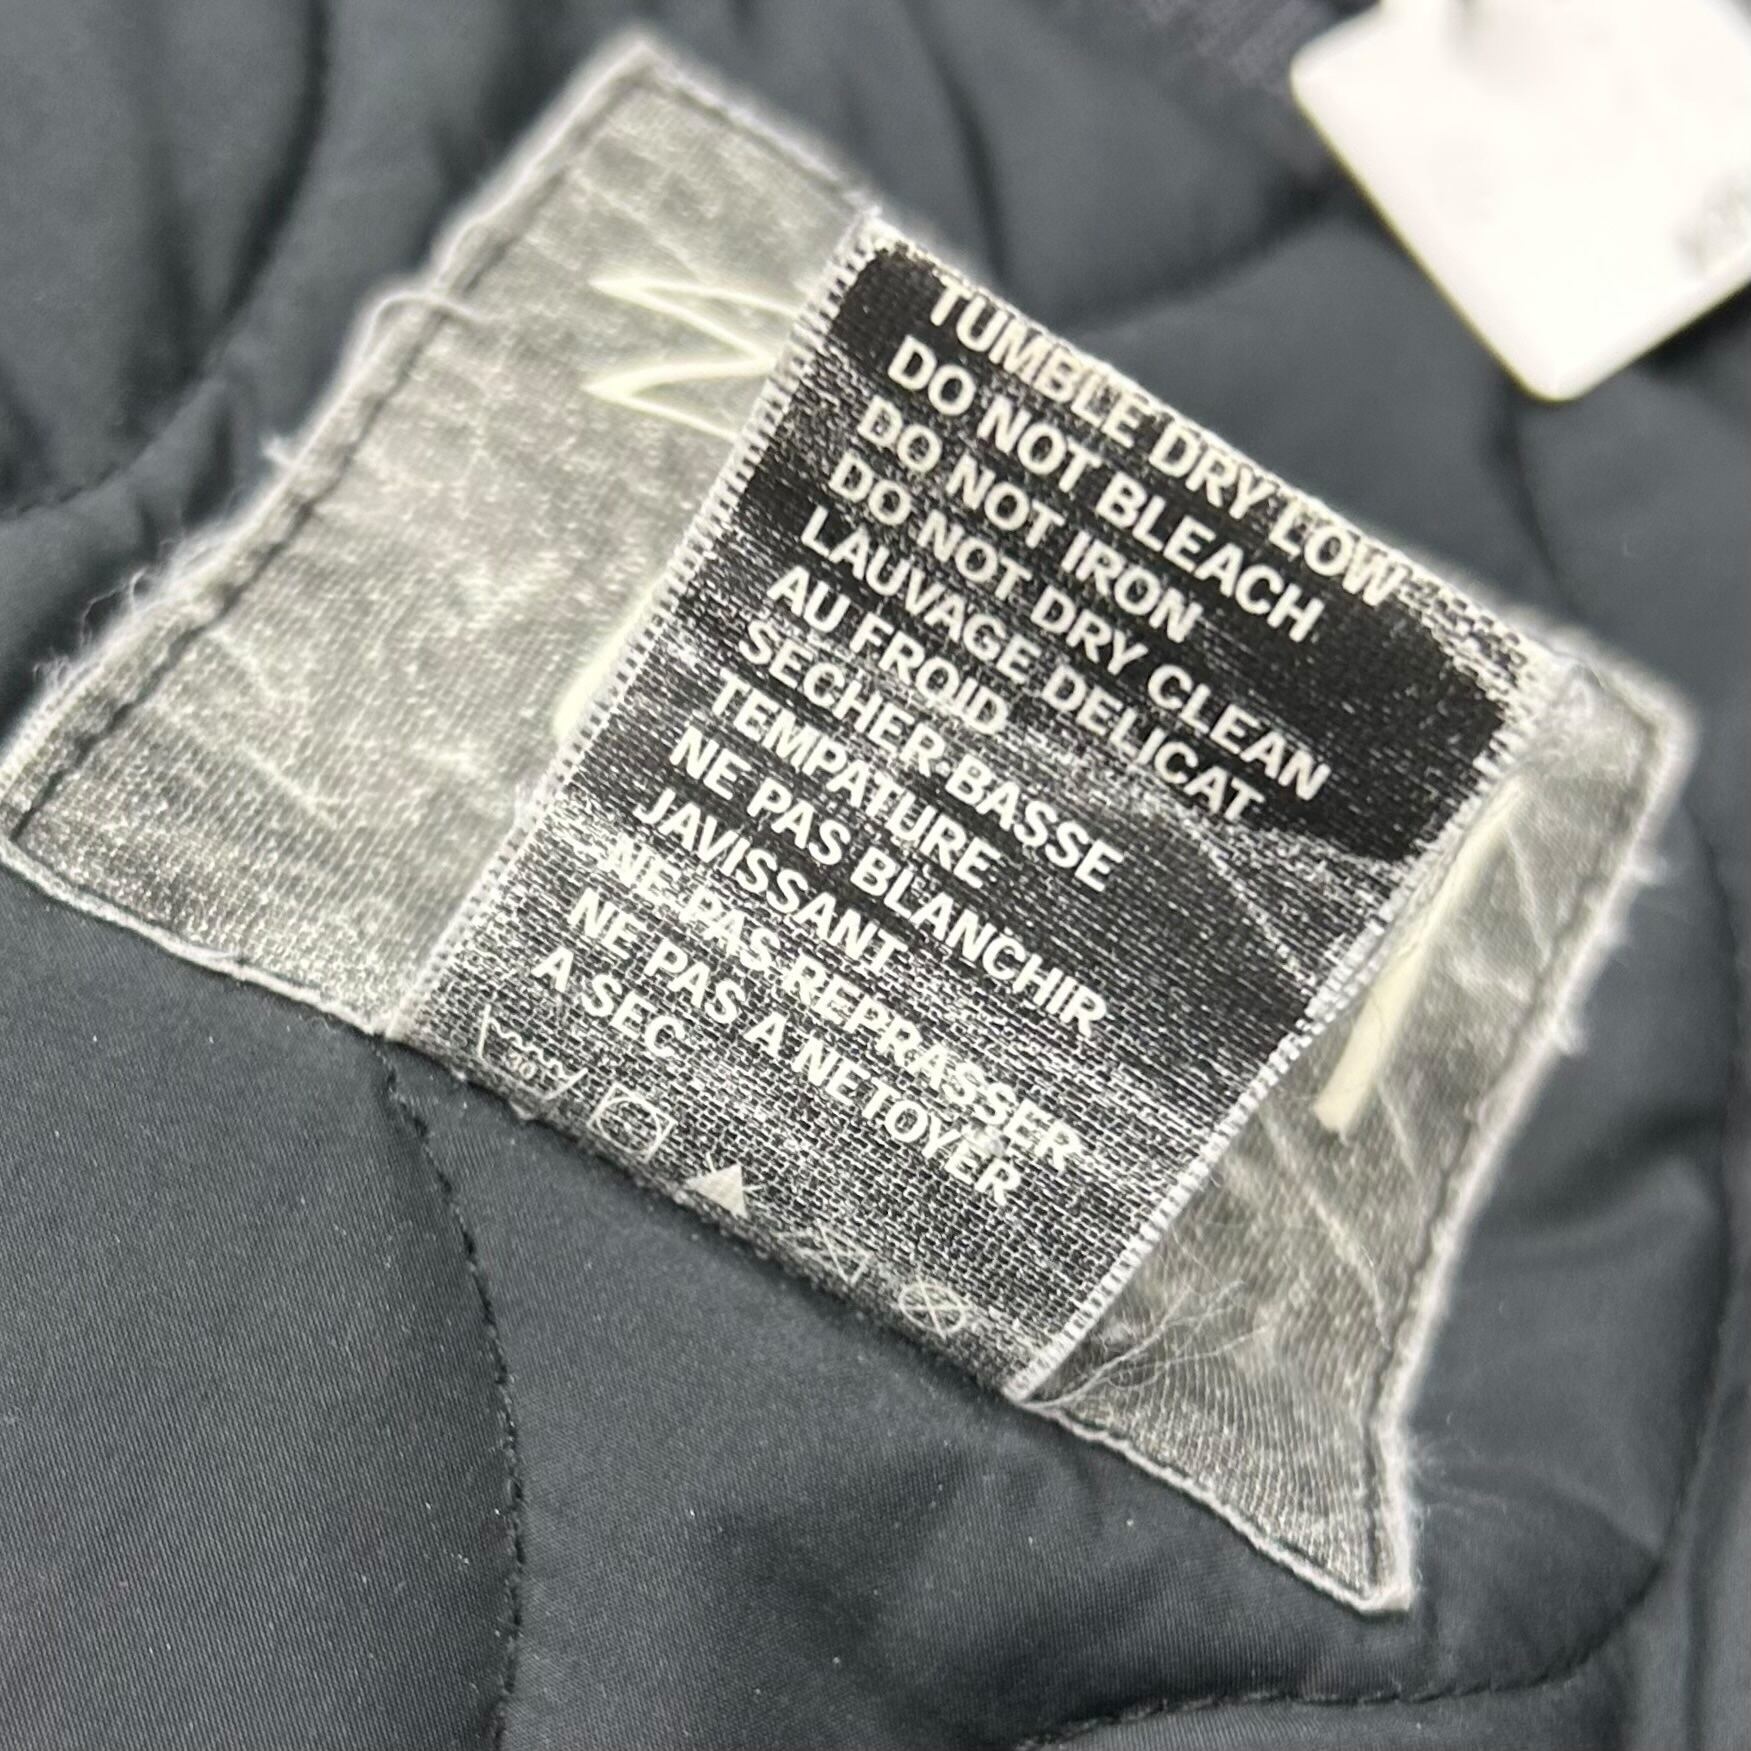 TUMBLE DRY LOW
DO NOT BLEACH
DO NOT IRON
DO NOT DRY CLEAN
LAUVAGE DELICAT
AU FROID
SECHER-BASSE
TEMPATURE
NE PAS BLANCHIR
JAVISSANT
NE PAS REPRASSER
NE PAS A NETOYER
A SEC